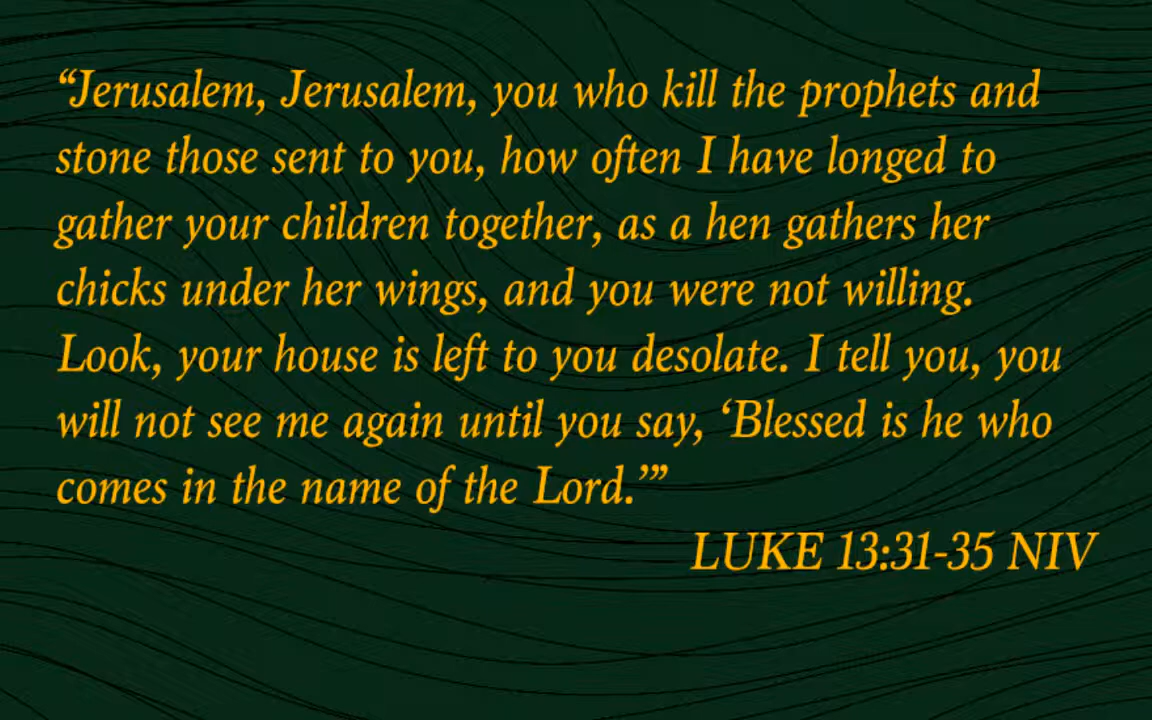 “Jerusalem, Jerusalem, you who kill the prophets and
stone those sent to you, how often I have longed to
gather your children together, as a hen gathers her
chicks under her wings, and you were not willing.
Look, your house is left to you desolate. I tell you, you
will not see me again until you say, ‘Blessed is he who
comes in the name of the Lord.’”
LUKE 13:31-35 NIV